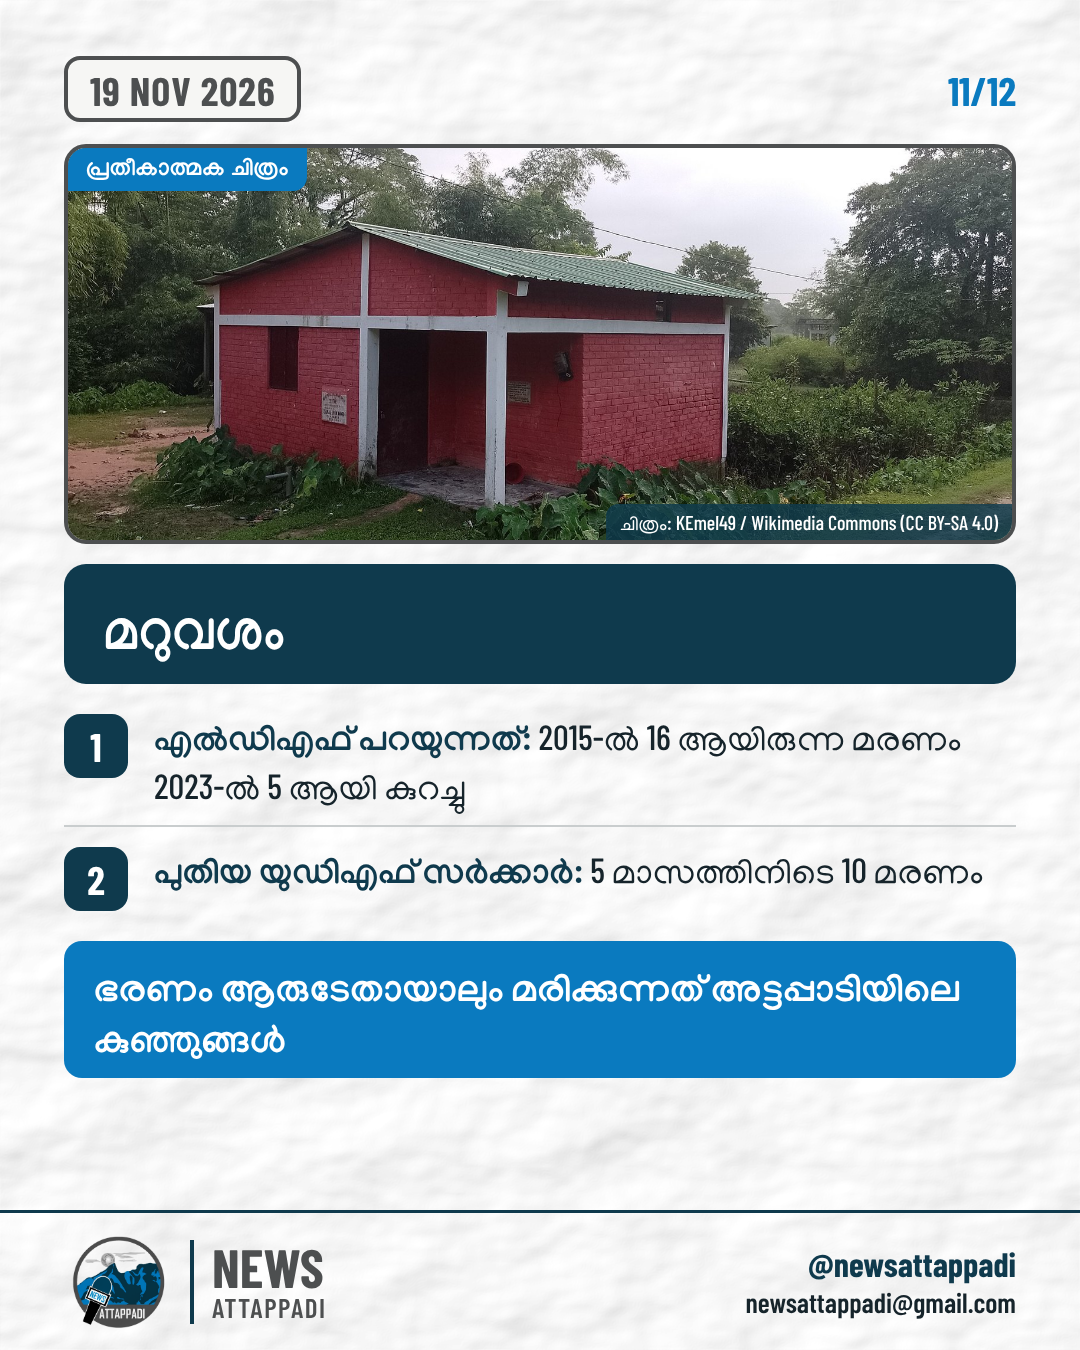 19 NOV 2026
11/12
പ്രതീകാത്മക ചിത്രം
ചിത്രം: KEmel49 / Wikimedia Commons (CC BY-SA 4.0)
മറുവശം
1
എൽഡിഎഫ് പറയുന്നത്: 2015-ൽ 16 ആയിരുന്ന മരണം
2023-ൽ 5 ആയി കുറച്ചു
2
പുതിയ യുഡിഎഫ് സർക്കാർ: 5 മാസത്തിനിടെ 10 മരണം
ഭരണം ആരുടേതായാലും മരിക്കുന്നത് അട്ടപ്പാടിയിലെ
കുഞ്ഞുങ്ങൾ
NEWS
ATTAPPADI
NEWS
ATTAPPADI
@newsattappadi
newsattappadi@gmail.com